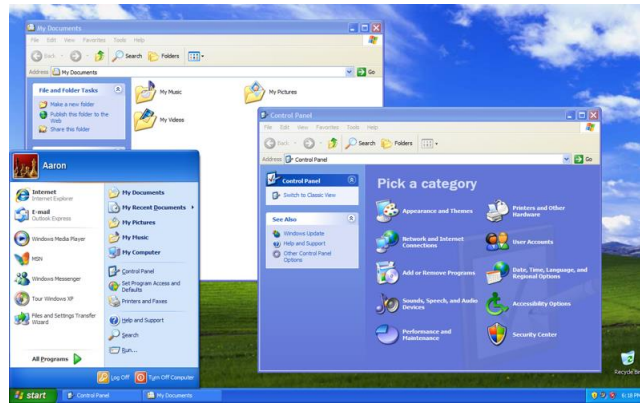 My Documents
File Edit View Favorites Tools Help
Back Search Folders
Address My Documents Go
File and Folder Tasks
Make a new folder
Publish this folder to the
Web
Share this folder
My Music
My Pictures
My Videos
Control Panel
File Edit View Favorites Tools Help
Back Search Folders
Address Control Panel Go
Control Panel
Switch to Classic View
See Also
Windows Update
Help and Support
Other Control Panel
Options
Pick a category
Appearance and Themes
Printers and Other
Hardware
Network and Internet
Connections
User Accounts
Add or Remove Programs
Date, Time, Language, and
Regional Options
Sounds, Speech, and Audio
Devices
Accessibility Options
Performance and
Maintenance
Security Center
Aaron
Internet
Internet Explorer
E-mail
Outlook Express
Windows Media Player
MSN
Windows Messenger
Tour Windows XP
Files and Settings Transfer
Wizard
All Programs
My Documents
My Recent Documents
My Pictures
My Music
My Computer
Control Panel
Set Program Access and
Defaults
Printers and Faxes
Help and Support
Search
Run...
Log Off Turn Off Computer
Recycle Bin
start Control Panel My Documents 6:18 PM